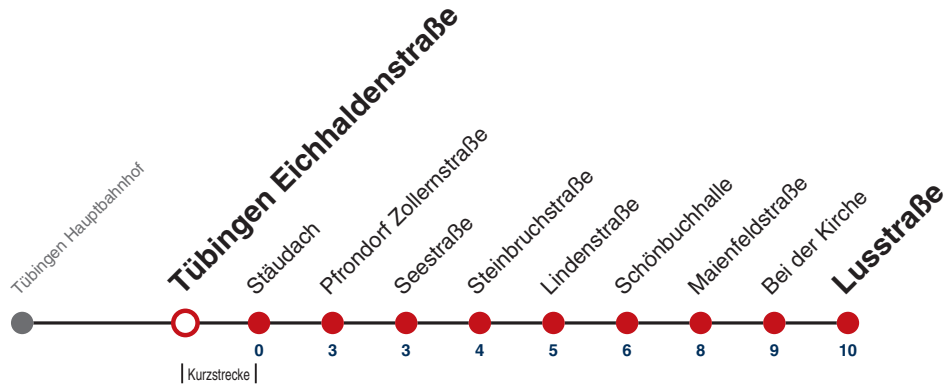 Tübingen Hauptbahnhof
Tübingen Eichhaldenstraße
Stäudach
Pfrondorf Zollernstraße
Seestraße
Steinbruchstraße
Lindenstraße
Schönbuchhalle
Maienfeldstraße
Bei der Kirche
Lusstraße
0 3 3 4 5 6 8 9 10
Kurzstrecke